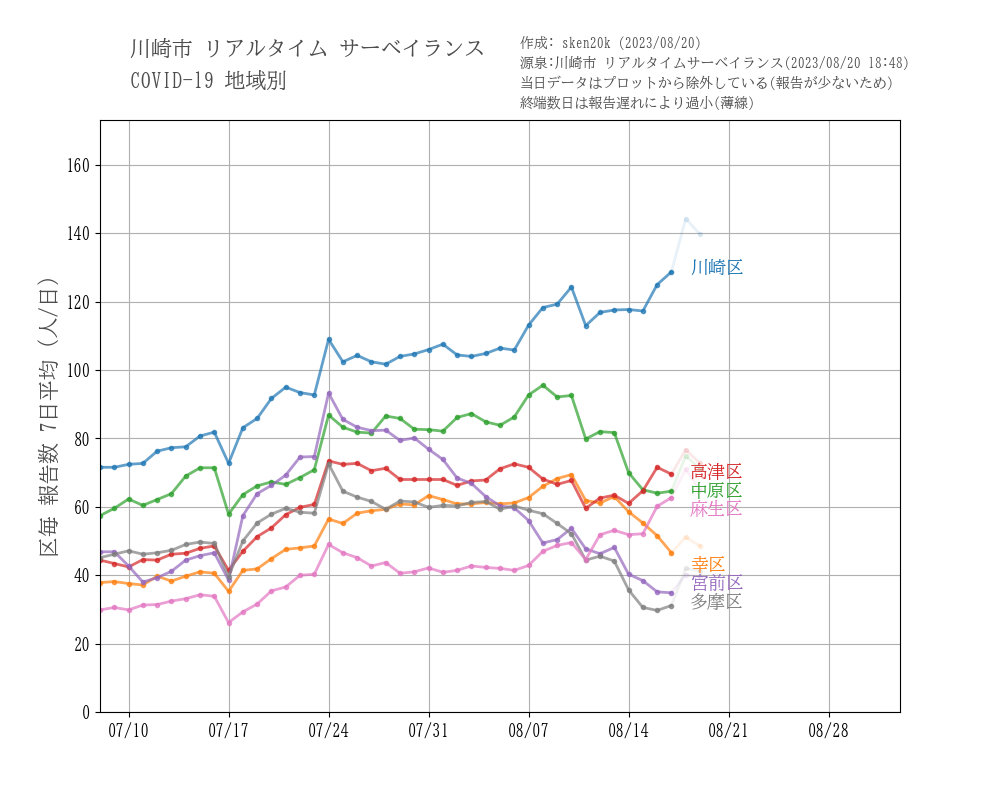 川崎市 リアルタイム サーベイランス
COVID-19 地域別
作成: sken20k (2023/08/20)
源泉:川崎市 リアルタイムサーベイランス(2023/08/20 18:48)
当日データはプロットから除外している(報告が少ないため)
終端数日は報告遅れにより過小(薄線)
区毎 報告数 7日平均 (人/日)
160
140
120
100
80
60
40
20
0
川崎区
高津区
中原区
麻生区
幸区
宮前区
多摩区
07/10 07/17 07/24 07/31 08/07 08/14 08/21 08/28